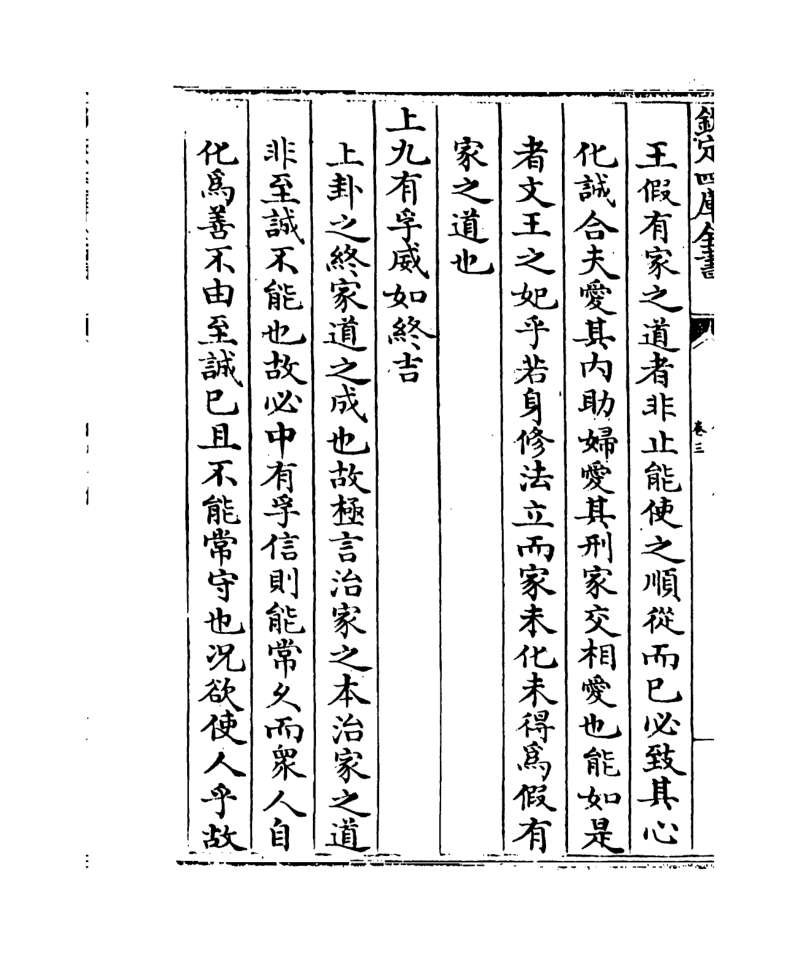 欽定四庫全書
卷三
王假有家之道者非止能使之順從而已必致其心
化誠合夫愛其内助婦愛其刑家交相愛也能如是
者文王之妃乎若身修法立而家未化未得為假有
家之道也
上九有孚威如終吉
上卦之終家道之成也故極言治家之本治家之道
非至誠不能也故必中有孚信則能常乆而衆人自
化為善不由至誠已且不能常守也况欲使人乎故